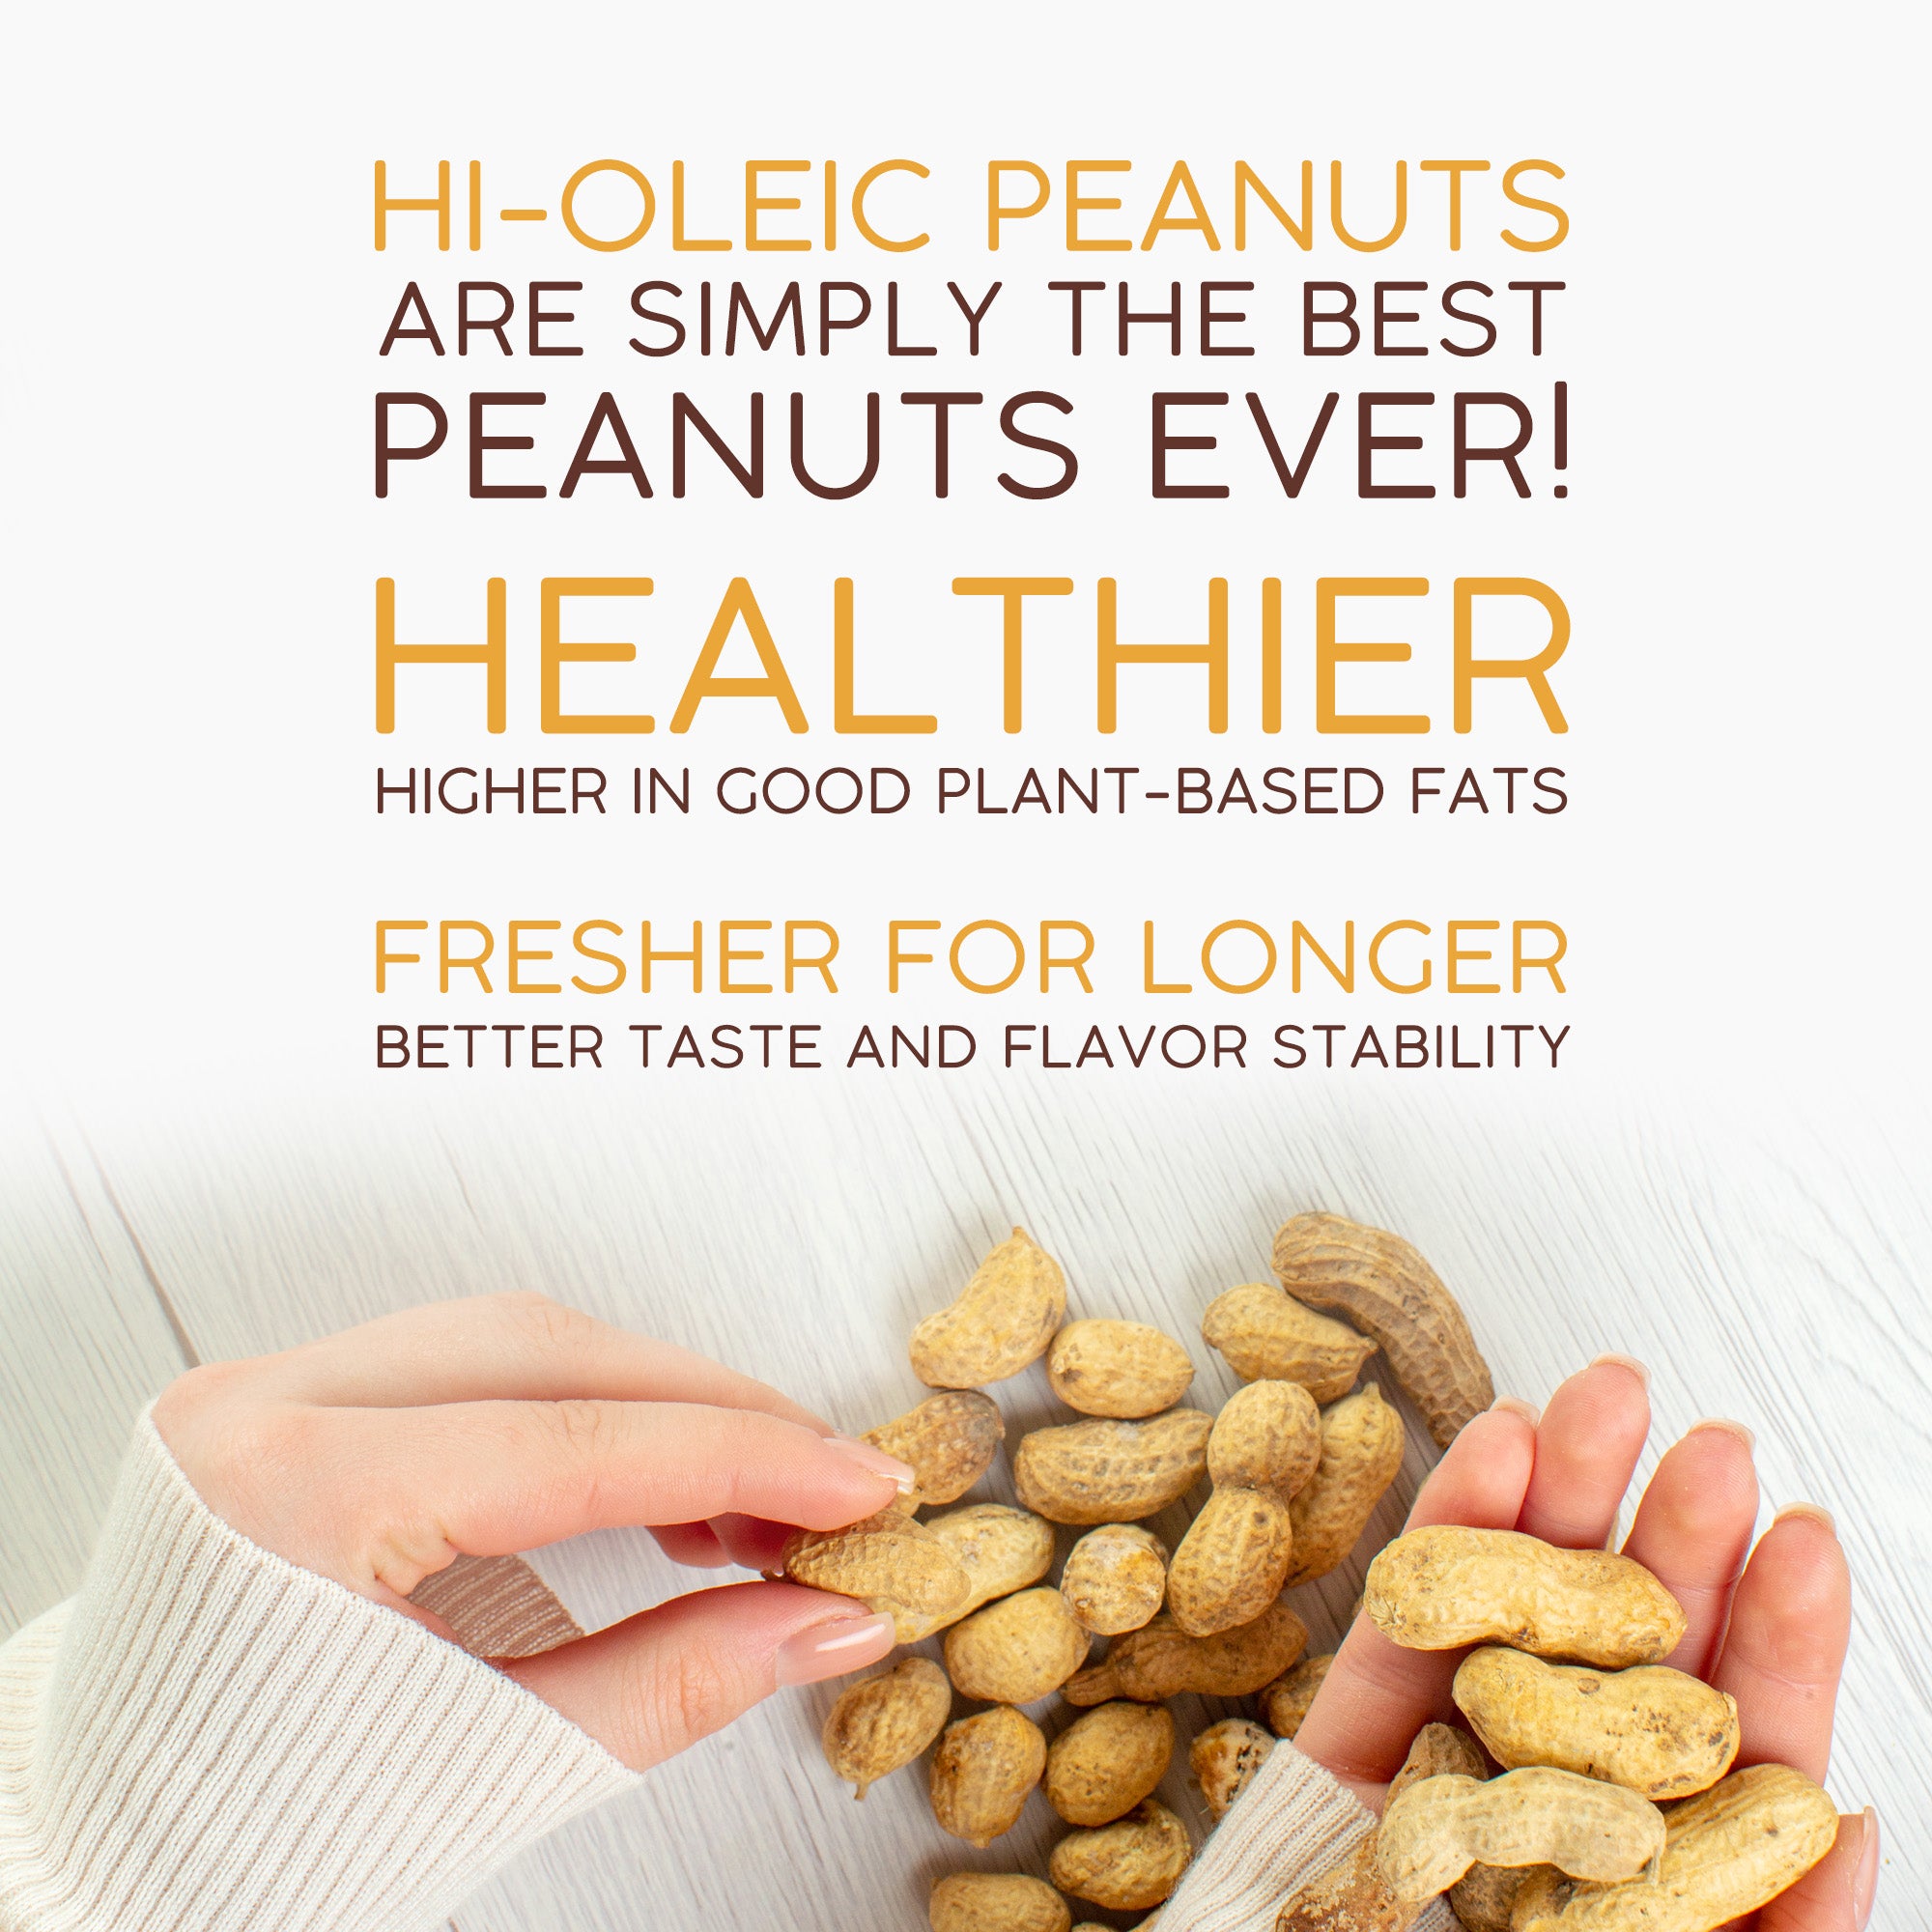 HI-OLEIC PEANUTS
ARE SIMPLY THE BEST
PEANUTS EVER!
HEALTHIER
HIGHER IN GOOD PLANT-BASED FATS
FRESHER FOR LONGER
BETTER TASTE AND FLAVOR STABILITY